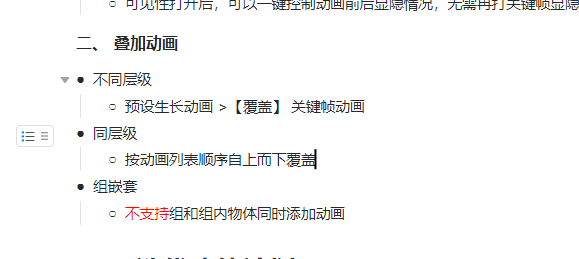 可见性打开后，可以一键控制动画前后显隐情况，无需再打关键帧显隐
二、 叠加动画
不同层级
预设生长动画 >【覆盖】 关键帧动画
同层级
按动画列表顺序自上而下覆盖
组嵌套
不支持组和组内物体同时添加动画